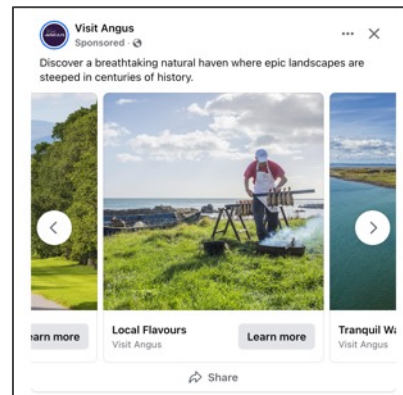 Visit Angus
Sponsored ·
Discover a breathtaking natural haven where epic landscapes are
steeped in centuries of history.
earn more
Local Flavours
Visit Angus
Learn more
Tranquil Wa
Visit Angus
Share